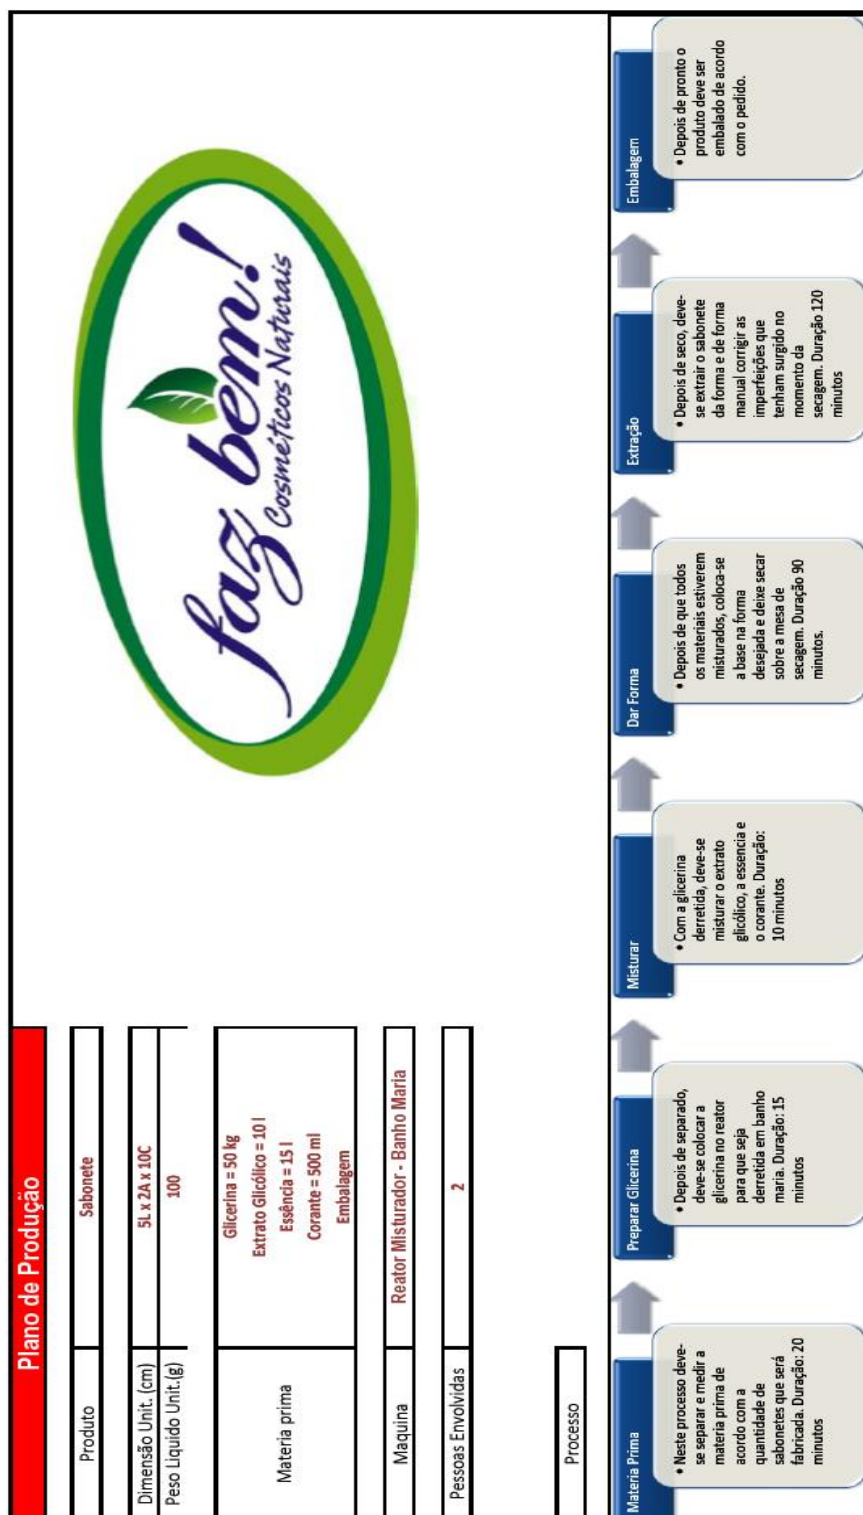 Plano de Produção
Produto
Sabonete
Dimensão Unit. (cm)
5L x 2A x 10C
Peso Liquido Unit.(g)
100
Materia prima
Glicerina = 50 kg
Extrato Glicólico = 10 l
Essência = 15 l
Corante = 500 ml
Embalagem
Maquina
Reator Misturador - Banho Maria
Pessoas Envolvidas
2
faz bem!
Cosméticos Naturais
Processo
Materia Prima
• Neste processo deve-
se separar e medir a
materia prima de
acordo com a
quantidade de
sabonetes que será
fabricada. Duração: 20
minutos
Preparar Glicerina
• Depois de separado,
deve-se colocar a
glicerina no reator
para que seja
derretida em banho
maria. Duração: 15
minutos
Misturar
• Com a glicerina
derretida, deve-se
misturar o extrato
glicólico, a essencia e
o corante. Duração:
10 minutos
Dar Forma
• Depois de que todos
os materiais estiverem
misturados, coloca-se
a base na forma
desejada e deixe secar
sobre a mesa de
secagem. Duração 90
minutos.
Extração
• Depois de seco, deve-
se extrair o sabonete
da forma e de forma
manual corrigir as
imperfeições que
tenham surgido no
momento da
secagem. Duração 120
minutos
Embalagem
• Depois de pronto o
produto deve ser
embalado de acordo
com o pedido.